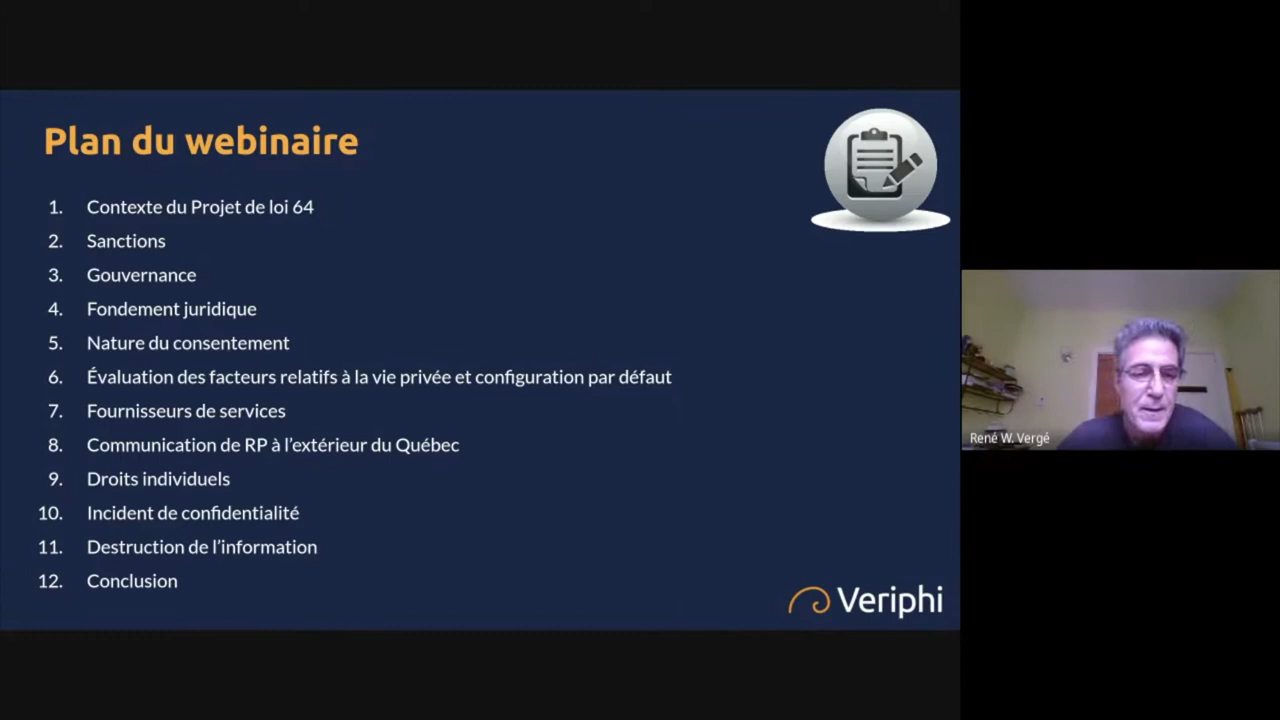 Plan du webinaire
1. Contexte du Projet de loi 64
2. Sanctions
3. Gouvernance
4. Fondement juridique
5. Nature du consentement
6. Évaluation des facteurs relatifs à la vie privée et configuration par défaut
7. Fournisseurs de services
8. Communication de RP à l'extérieur du Québec
9. Droits individuels
10. Incident de confidentialité
11. Destruction de l'information
12. Conclusion
Veriphi
René W. Vergé